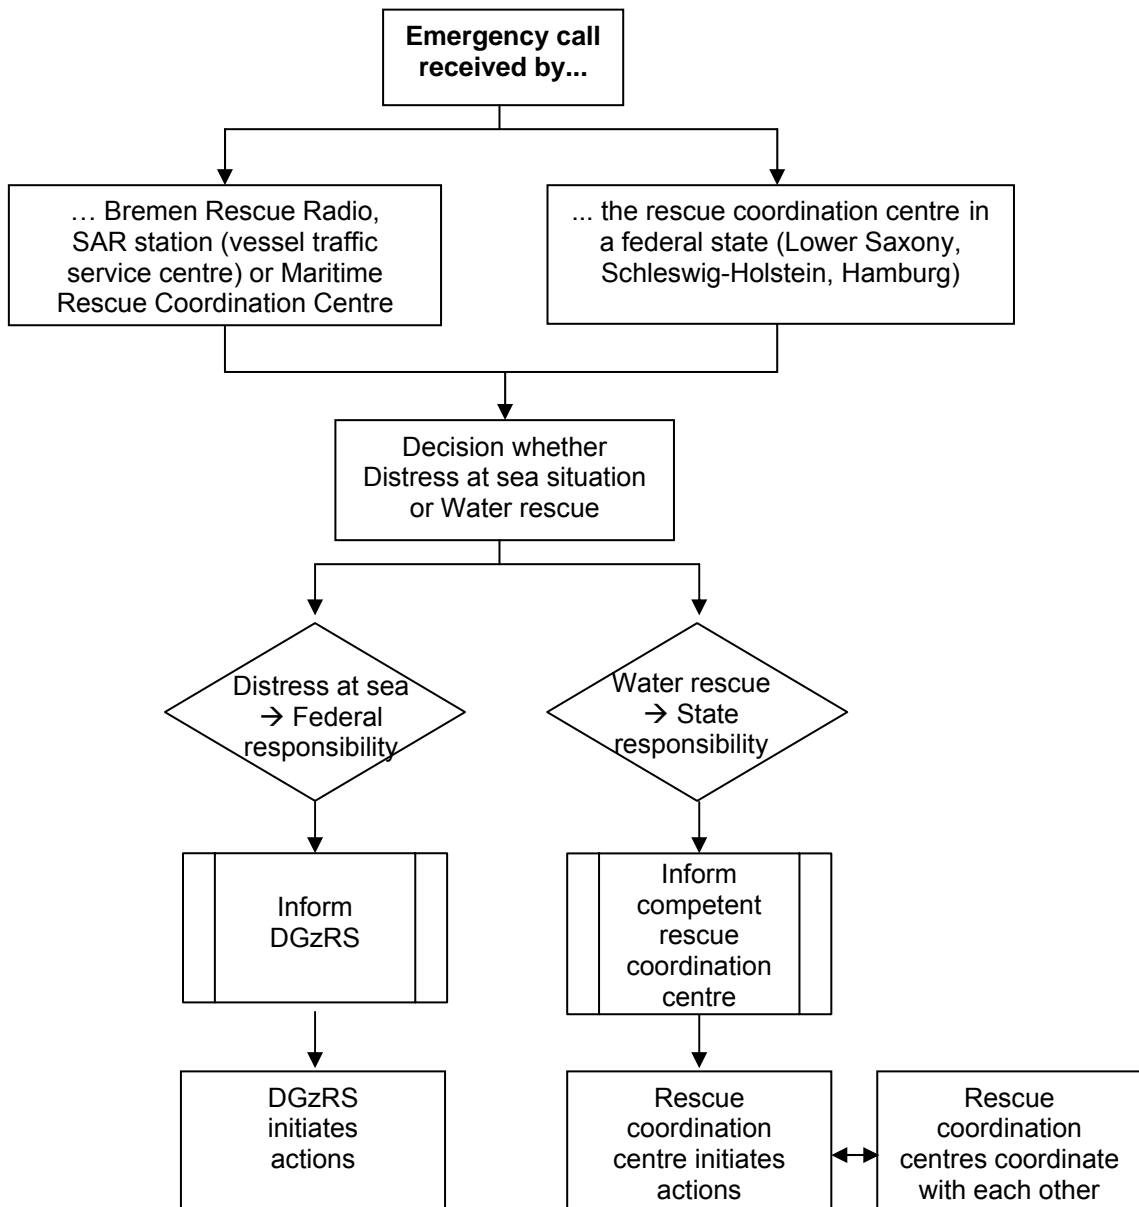 Emergency call
received by...
… Bremen Rescue Radio,
SAR station (vessel traffic
service centre) or Maritime
Rescue Coordination Centre
... the rescue coordination centre in
a federal state (Lower Saxony,
Schleswig-Holstein, Hamburg)
Decision whether
Distress at sea situation
or Water rescue
Distress at sea
→ Federal
responsibility
Water rescue
→ State
responsibility
Inform
DGzRS
Inform
competent
rescue
coordination
centre
DGzRS
initiates
actions
Rescue
coordination
centre initiates
actions
Rescue
coordination
centres coordinate
with each other